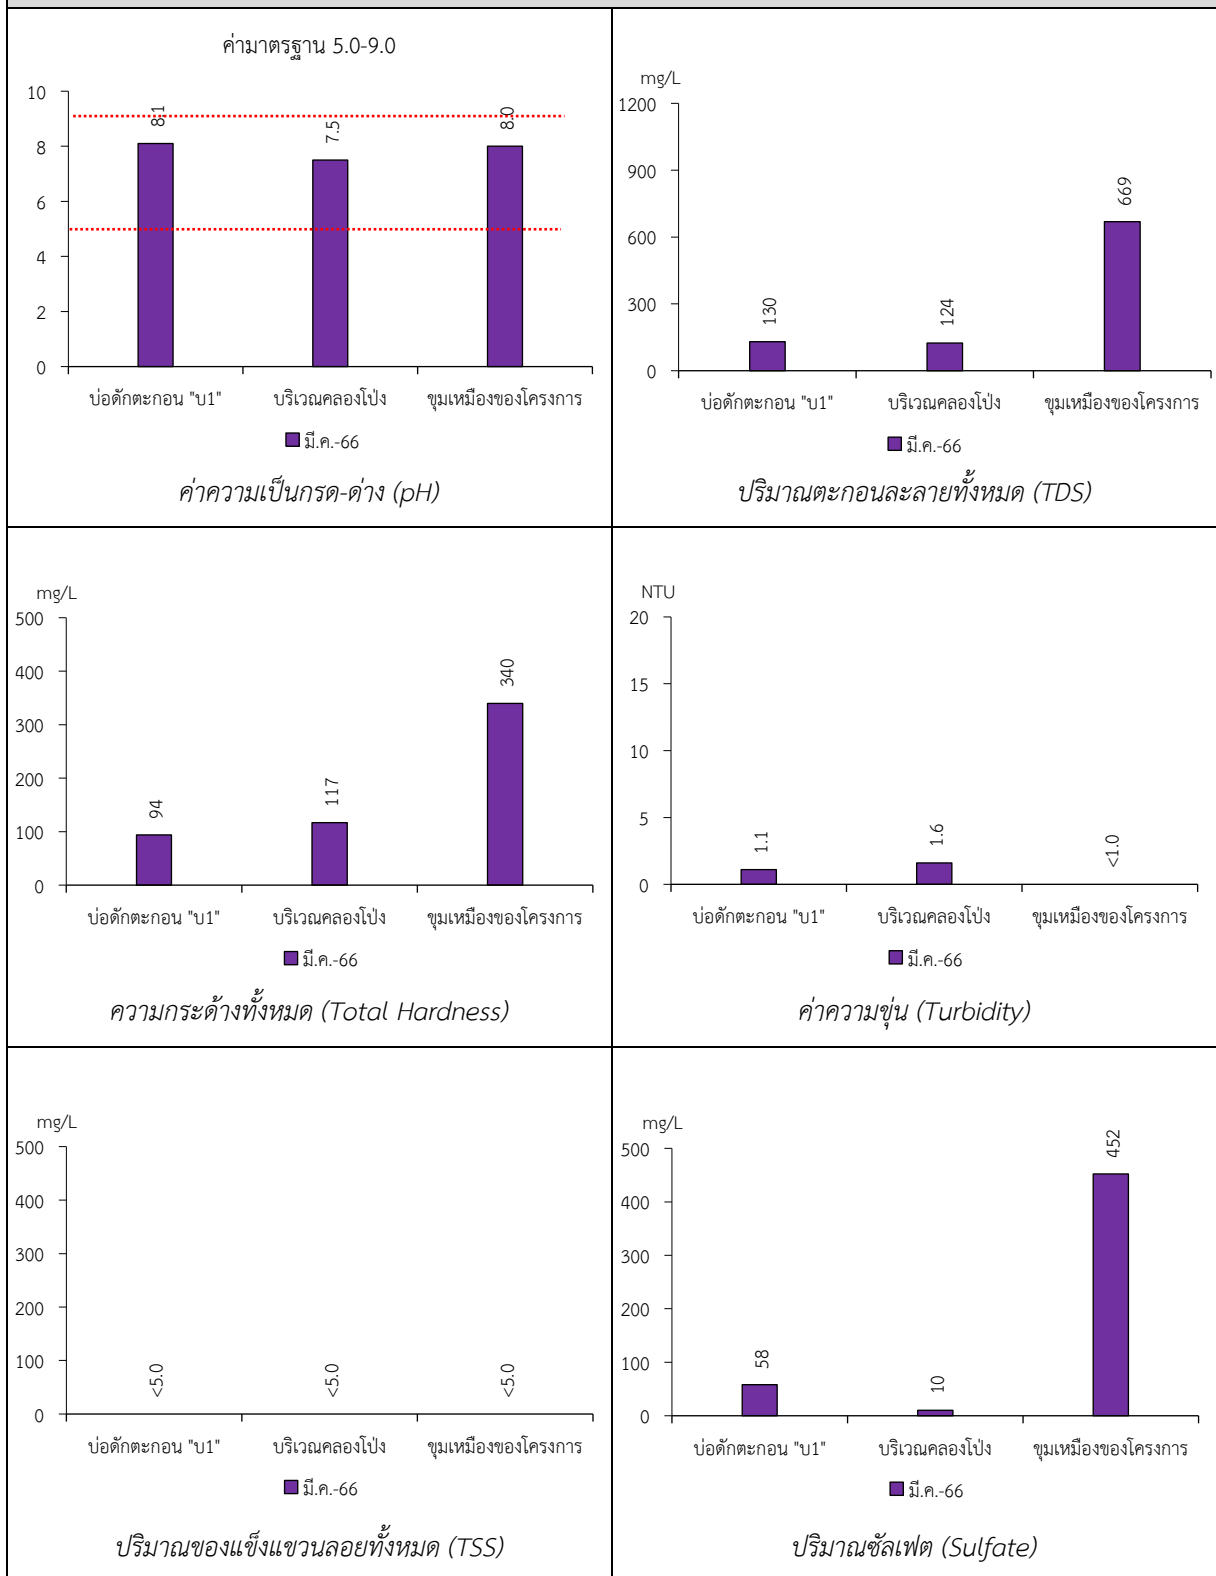 ค่ามาตรฐาน 5.0-9.0
10
8
6
4
2
0
8.1
7.5
8.0
บ่อดักตะกอน "บ1"
บริเวณคลองโป่ง
ขุมเหมืองของโครงการ
มี.ค.-66
ค่าความเป็นกรด-ด่าง (pH)
mg/L
1200
900
600
300
0
130
124
669
บ่อดักตะกอน "บ1"
บริเวณคลองโป่ง
ขุมเหมืองของโครงการ
มี.ค.-66
ปริมาณตะกอนละลายทั้งหมด (TDS)
mg/L
500
400
300
200
100
0
94
117
340
บ่อดักตะกอน "บ1"
บริเวณคลองโป่ง
ขุมเหมืองของโครงการ
มี.ค.-66
ความกระด้างทั้งหมด (Total Hardness)
NTU
20
15
10
5
0
1.1
1.6
<1.0
บ่อดักตะกอน "บ1"
บริเวณคลองโป่ง
ขุมเหมืองของโครงการ
มี.ค.-66
ค่าความขุ่น (Turbidity)
mg/L
500
400
300
200
100
0
<5.0
<5.0
<5.0
บ่อดักตะกอน "บ1"
บริเวณคลองโป่ง
ขุมเหมืองของโครงการ
มี.ค.-66
ปริมาณของแข็งแขวนลอยทั้งหมด (TSS)
mg/L
500
400
300
200
100
0
58
10
452
บ่อดักตะกอน "บ1"
บริเวณคลองโป่ง
ขุมเหมืองของโครงการ
มี.ค.-66
ปริมาณซัลเฟต (Sulfate)